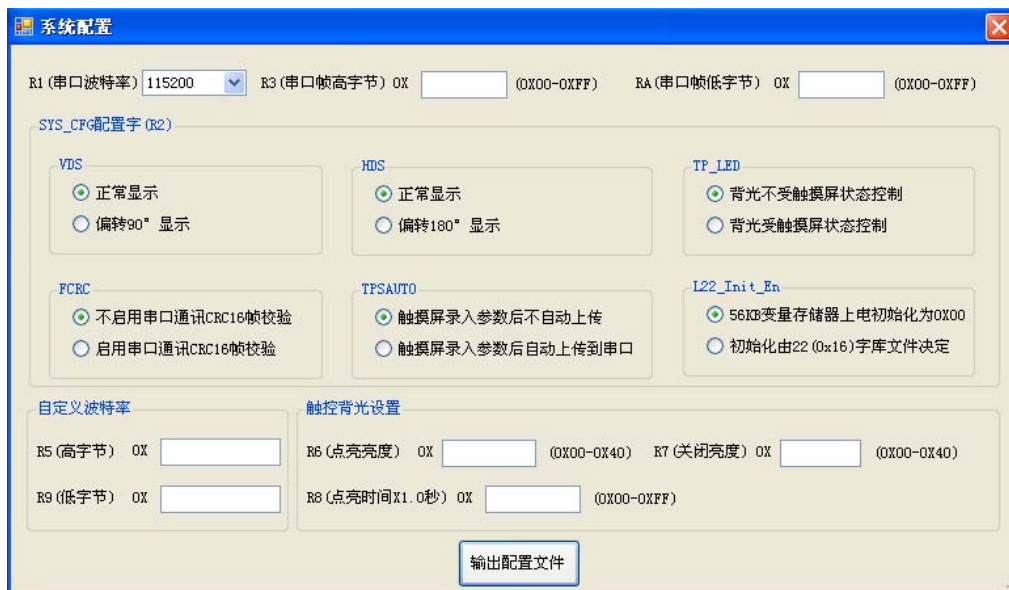 系统配置
R1(串口波特率) 115200 R3(串口帧高字节) 0X (0X00-0XFF) RA(串口帧低字节) 0X (0X00-0XFF)
SYS_CFG配置字(R2)
VDS HDS TP_LED
正常显示 正常显示 背光不受触摸屏状态控制
偏转90° 显示 偏转180° 显示 背光受触摸屏状态控制
FCRC TPSAUTO L22_Init_En
不启用串口通讯CRC16帧校验 触摸屏录入参数后不自动上传 56KB变量存储器上电初始化为0X00
启用串口通讯CRC16帧校验 触摸屏录入参数后自动上传到串口 初始化由22(0x16)字库文件决定
自定义波特率 触控背光设置
R5(高字节) 0X R6(点亮亮度) 0X (0X00-0X40) R7(关闭亮度) 0X (0X00-0X40)
R9(低字节) 0X R8(点亮时间X1.0秒) 0X (0X00-0XFF)
输出配置文件